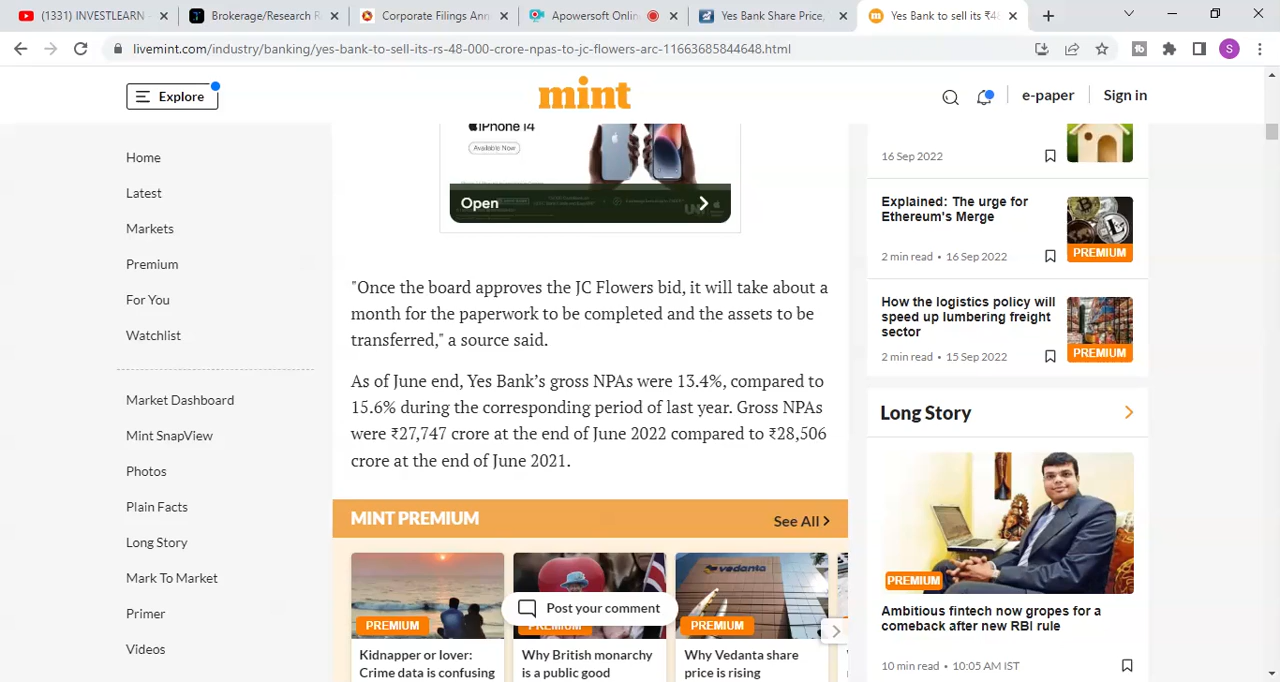 (1331) INVESTLEARN -
Brokerage/Research R
Corporate Filings Ann
Apowersoft Onlin
Yes Bank Share Price,
Yes Bank to sell its ₹48
livemint.com/industry/banking/yes-bank-to-sell-its-rs-48-000-crore-npas-to-jc-flowers-arc-11663685844648.html
S
Explore
mint
e-paper
Sign in
Home
Latest
Markets
Premium
For You
Watchlist
Market Dashboard
Mint SnapView
Photos
Plain Facts
Long Story
Mark To Market
Primer
Videos
iPhone 14
Available Now
Open
"Once the board approves the JC Flowers bid, it will take about a
month for the paperwork to be completed and the assets to be
transferred," a source said.
As of June end, Yes Bank’s gross NPAs were 13.4%, compared to
15.6% during the corresponding period of last year. Gross NPAs
were ₹27,747 crore at the end of June 2022 compared to ₹28,506
crore at the end of June 2021.
MINT PREMIUM
See All
vedanta
Post your comment
PREMIUM
PREMIUM
PREMIUM
Kidnapper or lover:
Crime data is confusing
Why British monarchy
is a public good
Why Vedanta share
price is rising
16 Sep 2022
Explained: The urge for
Ethereum's Merge
2 min read • 16 Sep 2022
PREMIUM
How the logistics policy will
speed up lumbering freight
sector
2 min read • 15 Sep 2022
PREMIUM
Long Story
PREMIUM
Ambitious fintech now gropes for a
comeback after new RBI rule
10 min read • 10:05 AM IST